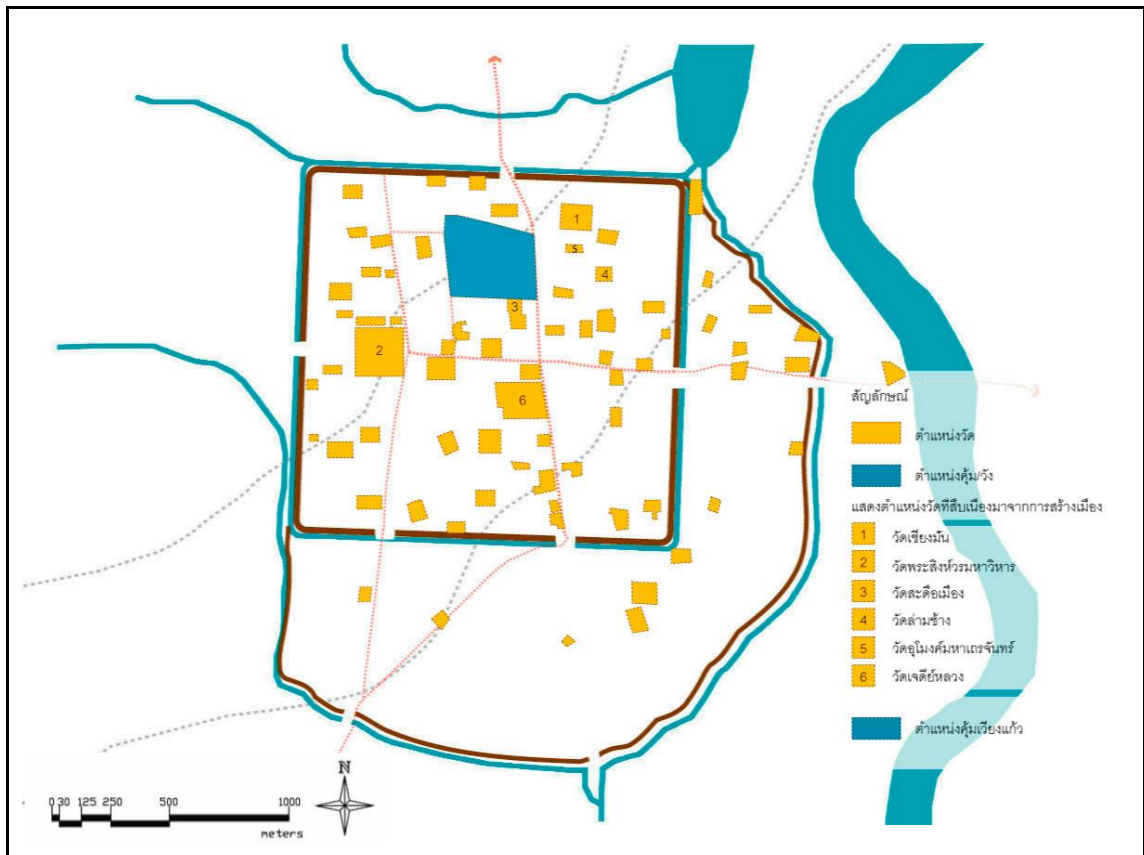 1
5
4
3
2
6
สัญลักษณ์
ตำแหน่งวัด
ตำแหน่งคุ้ม/วัง
แสดงตำแหน่งวัดที่สืบเนื่องมาจากการสร้างเมือง
1 วัดเชียงมั่น
2 วัดพระสิงห์วรมหาวิหาร
3 วัดสะดือเมือง
4 วัดล่ามช้าง
5 วัดอุโมงค์มหาเถรจันทร์
6 วัดเจดีย์หลวง
ตำแหน่งคุ้มเวียงแก้ว
N
0 30 125 250 500 1000
meters